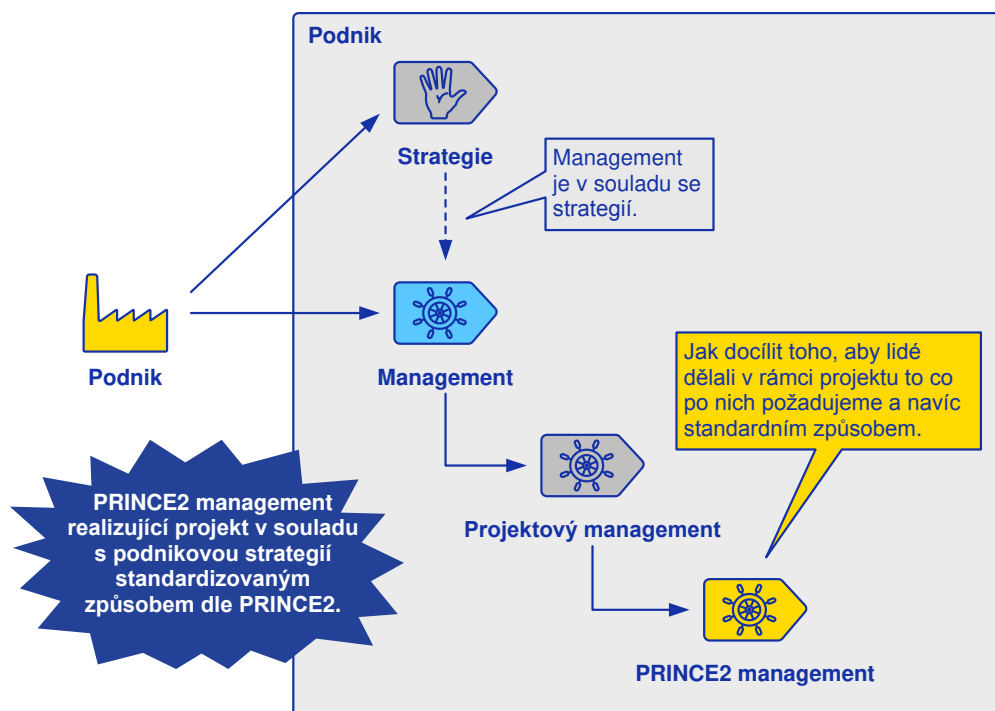 Podnik
Strategie
Management
je v souladu se
strategií.
Podnik
Management
Jak docílit toho, aby lidé
dělali v rámci projektu to co
po nich požadujeme a navíc
standardním způsobem.
PRINCE2 management
realizující projekt v souladu
s podnikovou strategií
standardizovaným
způsobem dle PRINCE2.
Projektový management
PRINCE2 management